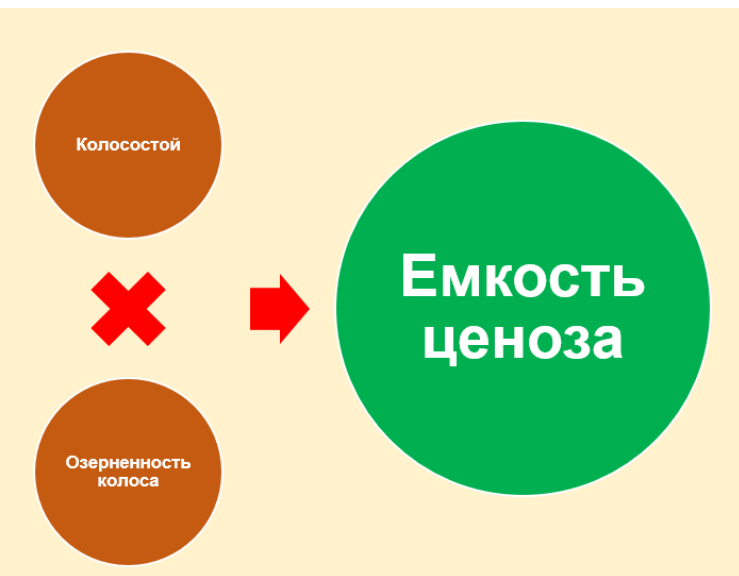 Колосостой
Емкость
ценоза
Озерненность
колоса